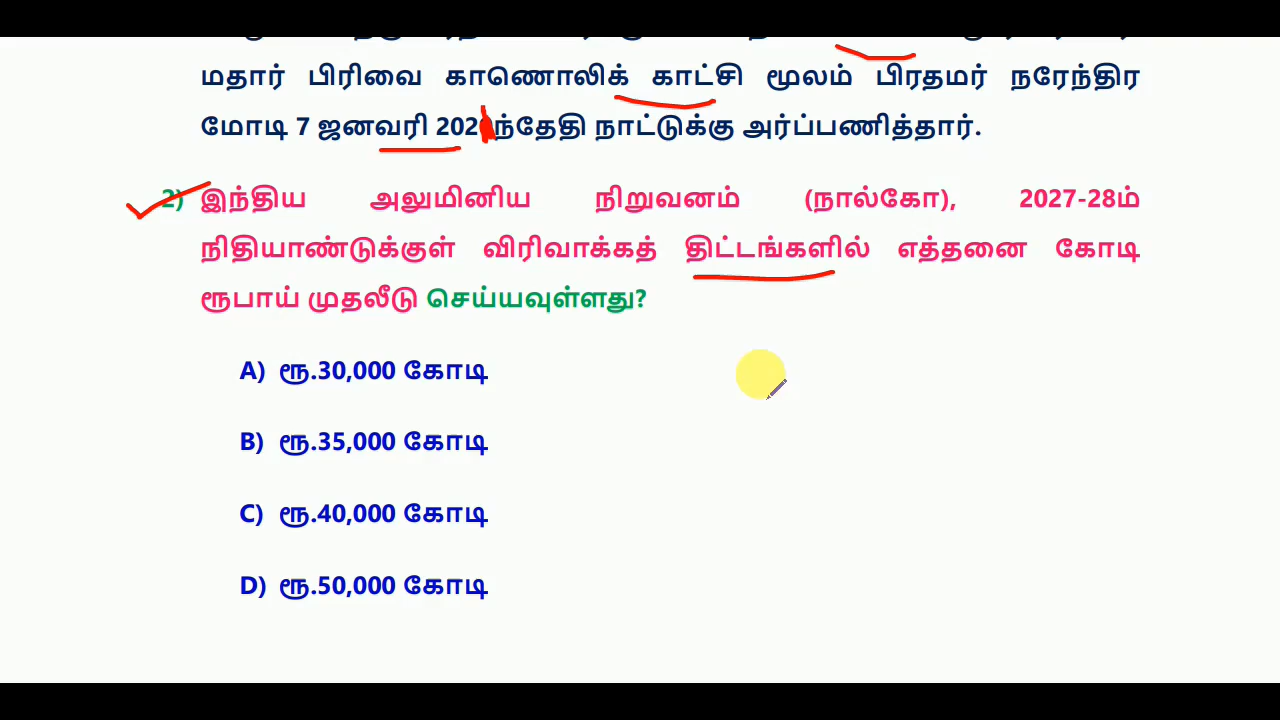 மதார் பிரிவை காணொலிக் காட்சி மூலம் பிரதமர் நரேந்திர
மோடி 7 ஜனவரி 202 ந்தேதி நாட்டுக்கு அர்ப்பணித்தார்.
2) இந்திய அலுமினிய நிறுவனம் (நால்கோ), 2027-28ம்
நிதியாண்டுக்குள் விரிவாக்கத் திட்டங்களில் எத்தனை கோடி
ரூபாய் முதலீடு செய்யவுள்ளது?
A) ரூ.30,000 கோடி
B) ரூ.35,000 கோடி
C) ரூ.40,000 கோடி
D) ரூ.50,000 கோடி